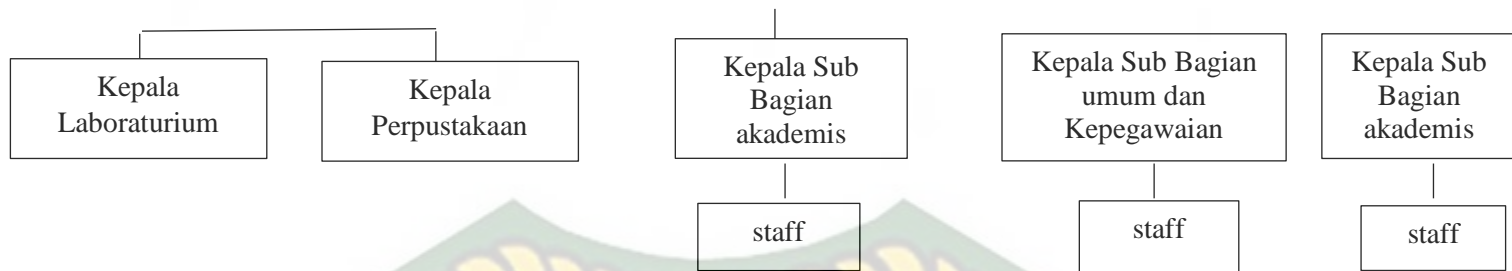 Kepala
Laboraturium
Kepala
Perpustakaan
Kepala Sub
Bagian
akademis
Kepala Sub Bagian
umum dan
Kepegawaian
Kepala Sub
Bagian
akademis
staff
staff
staff